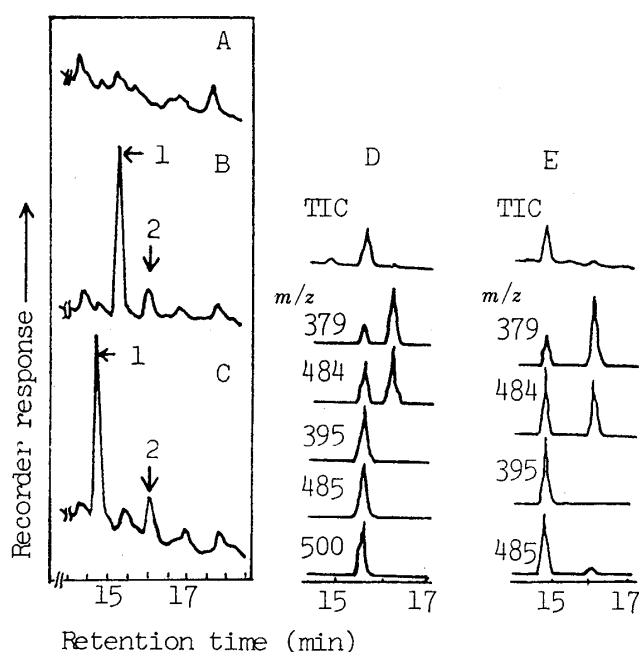 A
B
1
2
C
1
2
D
TIC
m/z
379
484
395
485
500
E
TIC
m/z
379
484
395
485
Recorder response
15 17
15 17
15 17
Retention time (min)